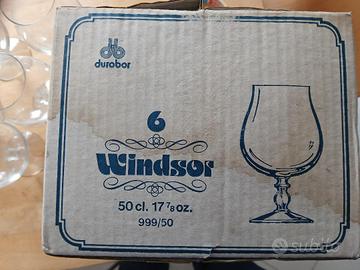 durobor
6
Windsor
50 cl. 17 7/8 oz.
999/50
subito